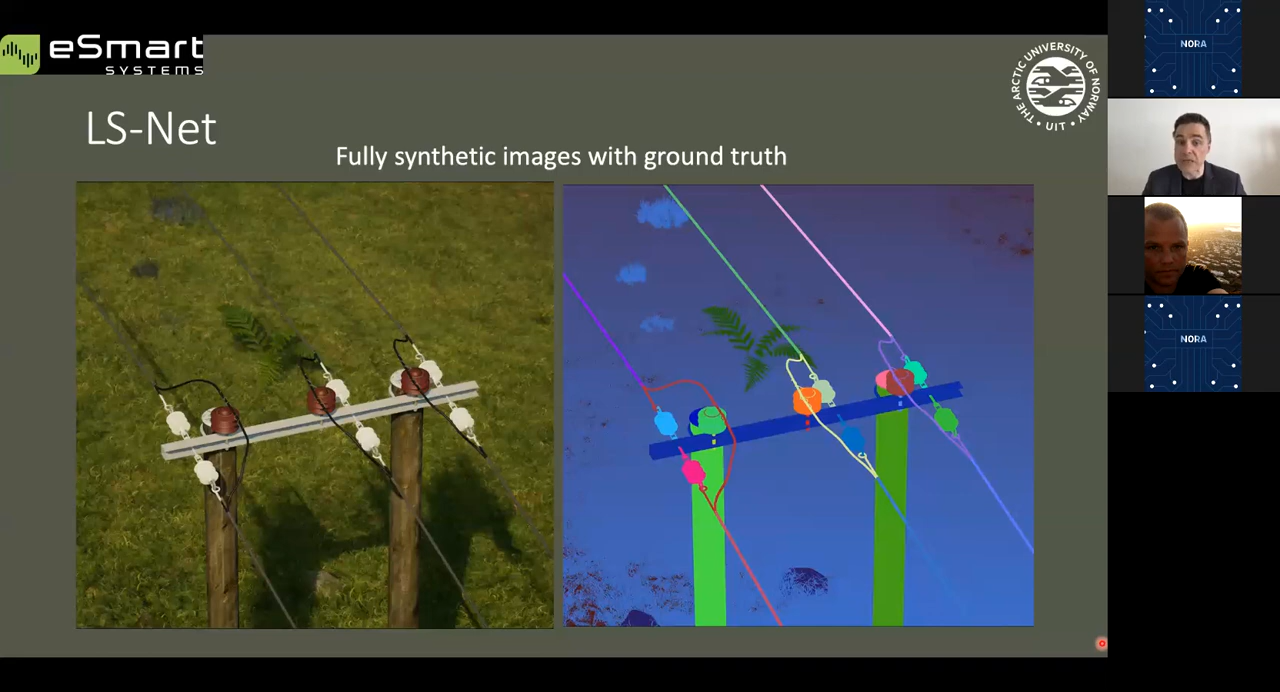 eSmart
SYSTEMS
THE ARCTIC UNIVERSITY OF NORWAY
• UIT •
LS-Net
Fully synthetic images with ground truth
NORA
NORA